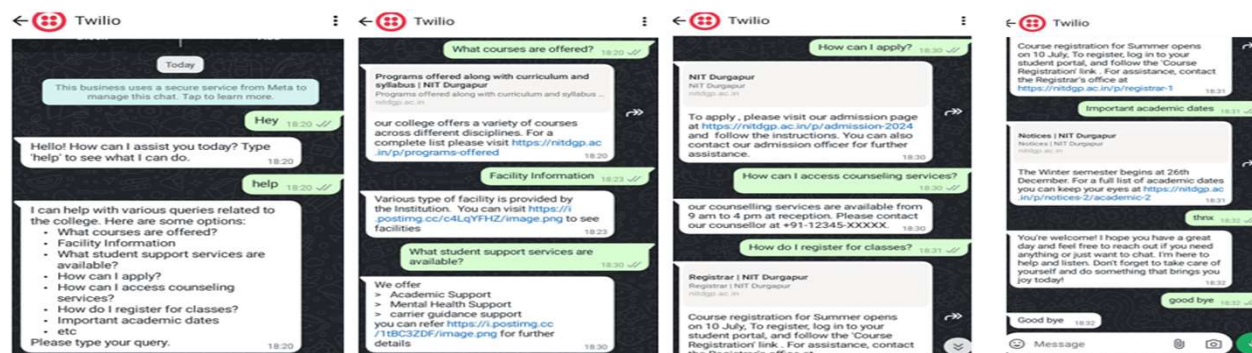 Twilio
Today
This business uses a secure service from Meta to
manage this chat. Tap to learn more.
Hey 18:20
Hello! How can I assist you today? Type
'help' to see what I can do.
18:20
help 18:20
I can help with various queries related to
the college. Here are some options:
• What courses are offered?
• Facility Information
• What student support services are
available?
• How can I apply?
• How can I access counseling
services?
• How do I register for classes?
• Important academic dates
• etc
Please type your query.
18:20
Twilio
What courses are offered? 18:20
Programs offered along with curriculum and
syllabus | NIT Durgapur
Programs offered along with curriculum and syllabus ...
nitdgp.ac.in
our college offers a variety of courses
across different disciplines. For a
complete list please visit https://nitdgp.ac
.in/p/programs-offered
18:20
Facility Information 18:23
Various type of facility is provided by
the Institution. You can visit https://i
.postimg.cc/c4LqYFHZ/image.png to see
facilities
18:23
What student support services are
available?
18:30
We offer
> Academic Support
> Mental Health Support
> carrier guidance support
you can refer https://i.postimg.cc
/1tBC3ZDF/image.png for further
details
18:30
Twilio
How can I apply? 18:30
NIT Durgapur
NIT Durgapur
nitdgp.ac.in
To apply , please visit our admission page
at https://nitdgp.ac.in/p/admission-2024
and follow the instructions. You can also
contact our admission officer for further
assistance.
18:30
How can I access counseling services?
18:30
our counselling services are available from
9 am to 4 pm at reception. Please contact
our counsellor at +91-12345-XXXXX.
18:30
How do I register for classes? 18:31
Registrar | NIT Durgapur
Registrar | NIT Durgapur
nitdgp.ac.in
Course registration for Summer opens
on 10 July, To register, log in to your
student portal, and follow the 'Course
Registration' link . For assistance, contact
the Registrar's office at
Twilio
Course registration for Summer opens
on 10 July, To register, log in to your
student portal, and follow the 'Course
Registration' link . For assistance, contact
the Registrar's office at
https://nitdgp.ac.in/p/registrar-1
18:31
Important academic dates 18:31
Notices | NIT Durgapur
Notices | NIT Durgapur
nitdgp.ac.in
The Winter semester begins at 26th
December. For a full list of academic dates
you can keep your eyes at https://nitdgp.ac
.in/p/notices-2/academic-2
18:31
thnx 18:32
You're welcome! I hope you have a great
day and feel free to reach out if you need
anything or just want to chat. I'm here to
help and listen. Don't forget to take care of
yourself and do something that brings you
joy today!
18:32
good bye 18:32
Good bye 18:32
Message